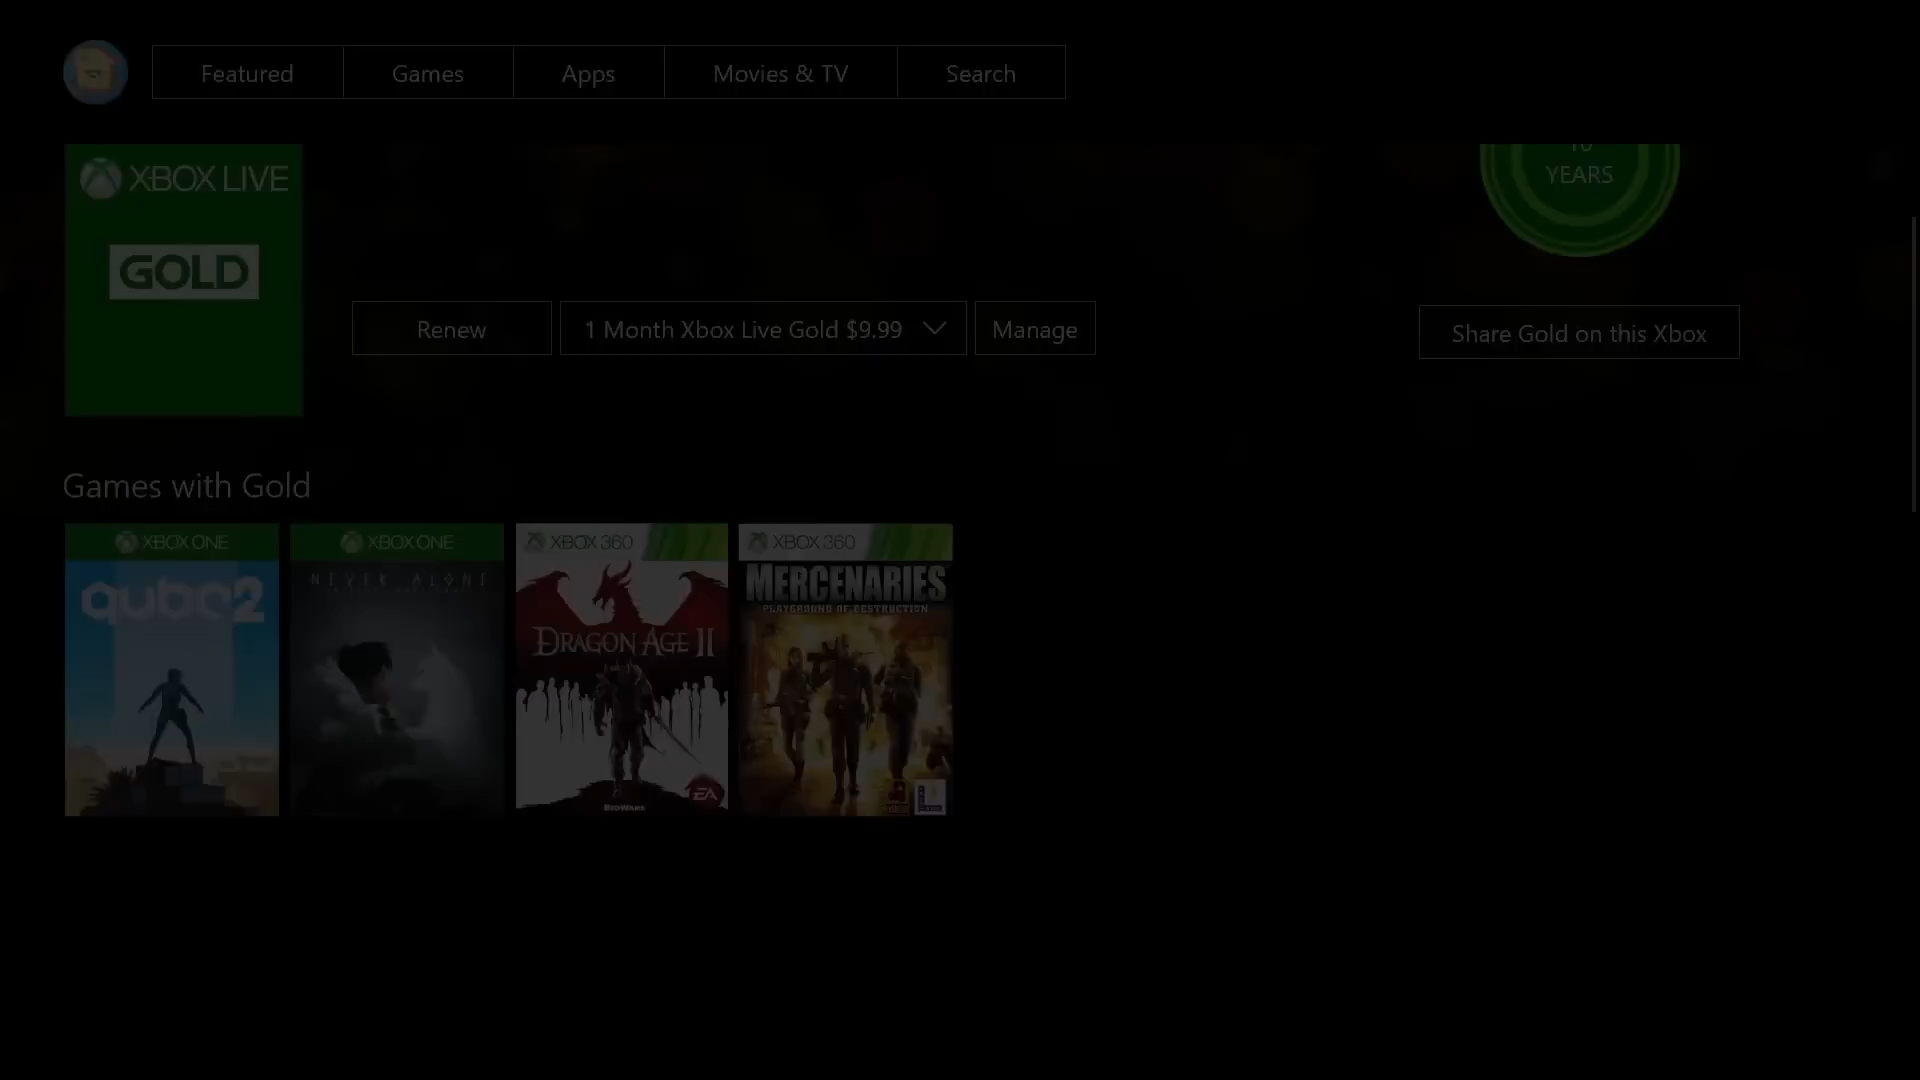 Featured
Games
Apps
Movies & TV
Search
XBOX LIVE
GOLD
YEARS
Renew
1 Month Xbox Live Gold $9.99
Manage
Share Gold on this Xbox
Games with Gold
XBOX ONE
qube2
XBOX ONE
NEVER ALONE
XBOX 360
DRAGON AGE II
BIOWARE
EA
XBOX 360
MERCENARIES
PLAYGROUND OF DESTRUCTION